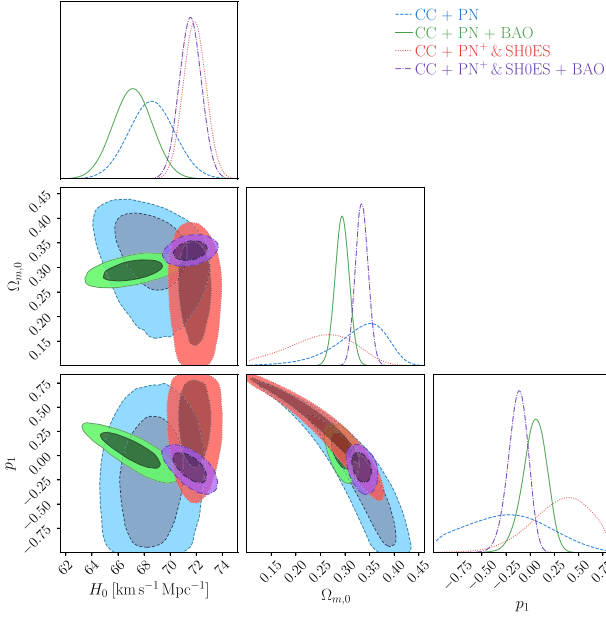 CC + PN
CC + PN + BAO
CC + PN⁺ & SH0ES
CC + PN⁺ & SH0ES + BAO
0.45
0.40
0.35
0.30
0.25
0.20
0.15
Ω_{m,0}
0.75
0.50
0.25
0.00
−0.25
−0.50
−0.75
p₁
62 64 66 68 70 72 74
H₀ [km s⁻¹ Mpc⁻¹]
0.15 0.20 0.25 0.30 0.35 0.40 0.45
Ω_{m,0}
−0.75 −0.50 −0.25 0.00 0.25 0.50 0.75
p₁